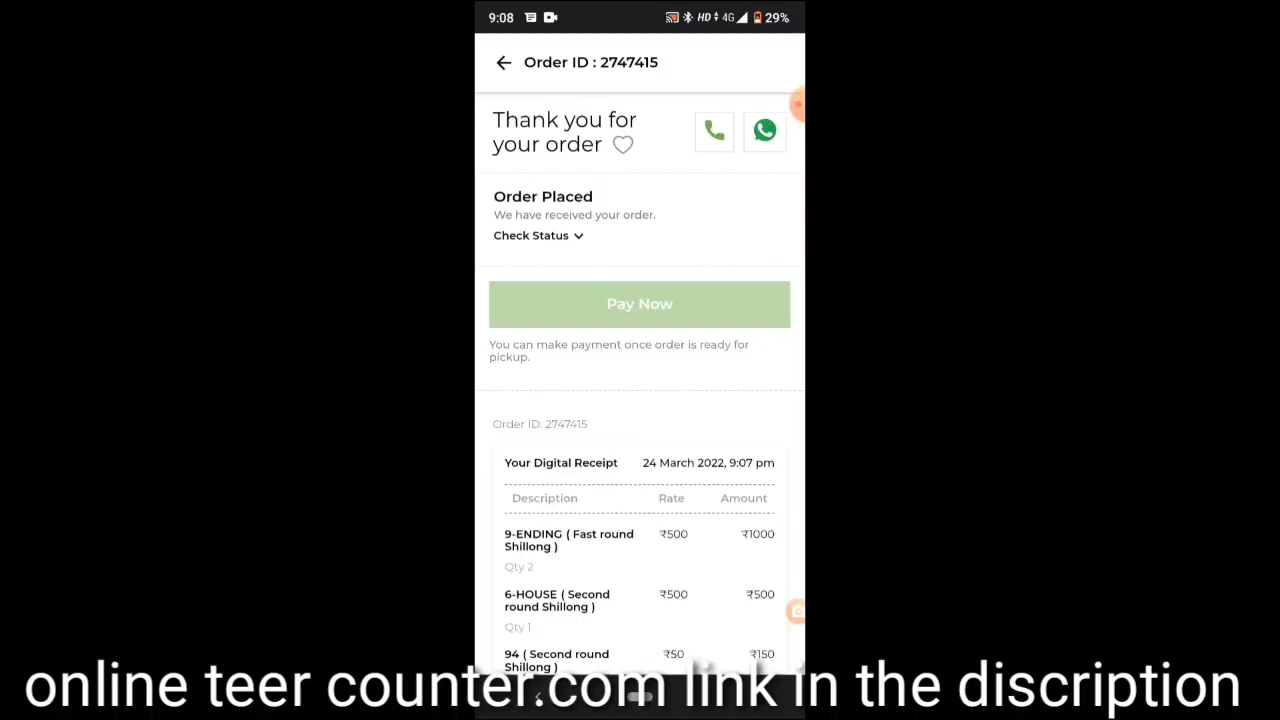 9:08 HD 4G 29%
Order ID : 2747415
Thank you for
your order
Order Placed
We have received your order.
Check Status
Pay Now
You can make payment once order is ready for
pickup.
Order ID: 2747415
Your Digital Receipt 24 March 2022, 9:07 pm
Description Rate Amount
9-ENDING ( Fast round ₹500 ₹1000
Shillong )
Qty 2
6-HOUSE ( Second ₹500 ₹500
round Shillong )
Qty 1
94 ( Second round ₹50 ₹150
Shillong )
online teer counter.com link in the discription